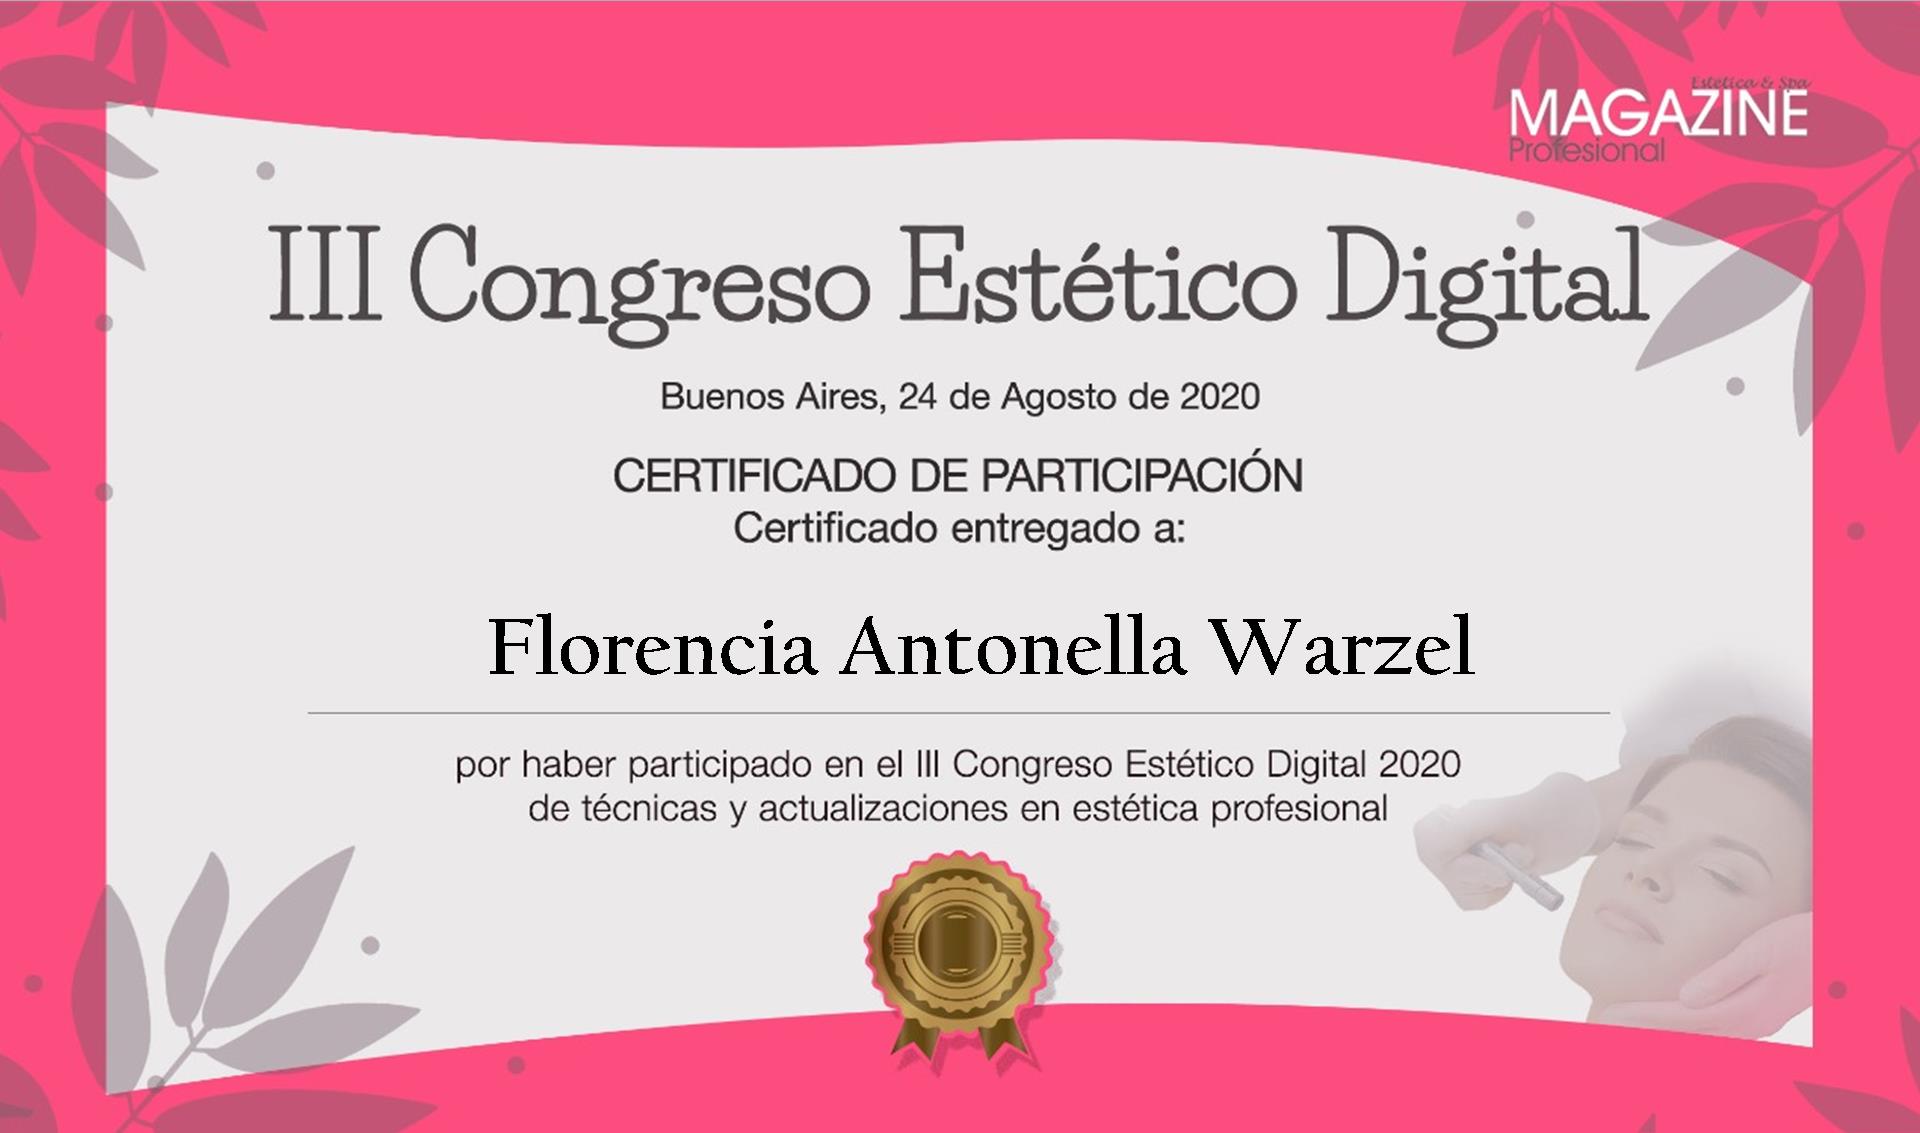 Estética & Spa
MAGAZINE
Profesional
III Congreso Estético Digital
Buenos Aires, 24 de Agosto de 2020
CERTIFICADO DE PARTICIPACIÓN
Certificado entregado a:
Florencia Antonella Warzel
por haber participado en el III Congreso Estético Digital 2020
de técnicas y actualizaciones en estética profesional